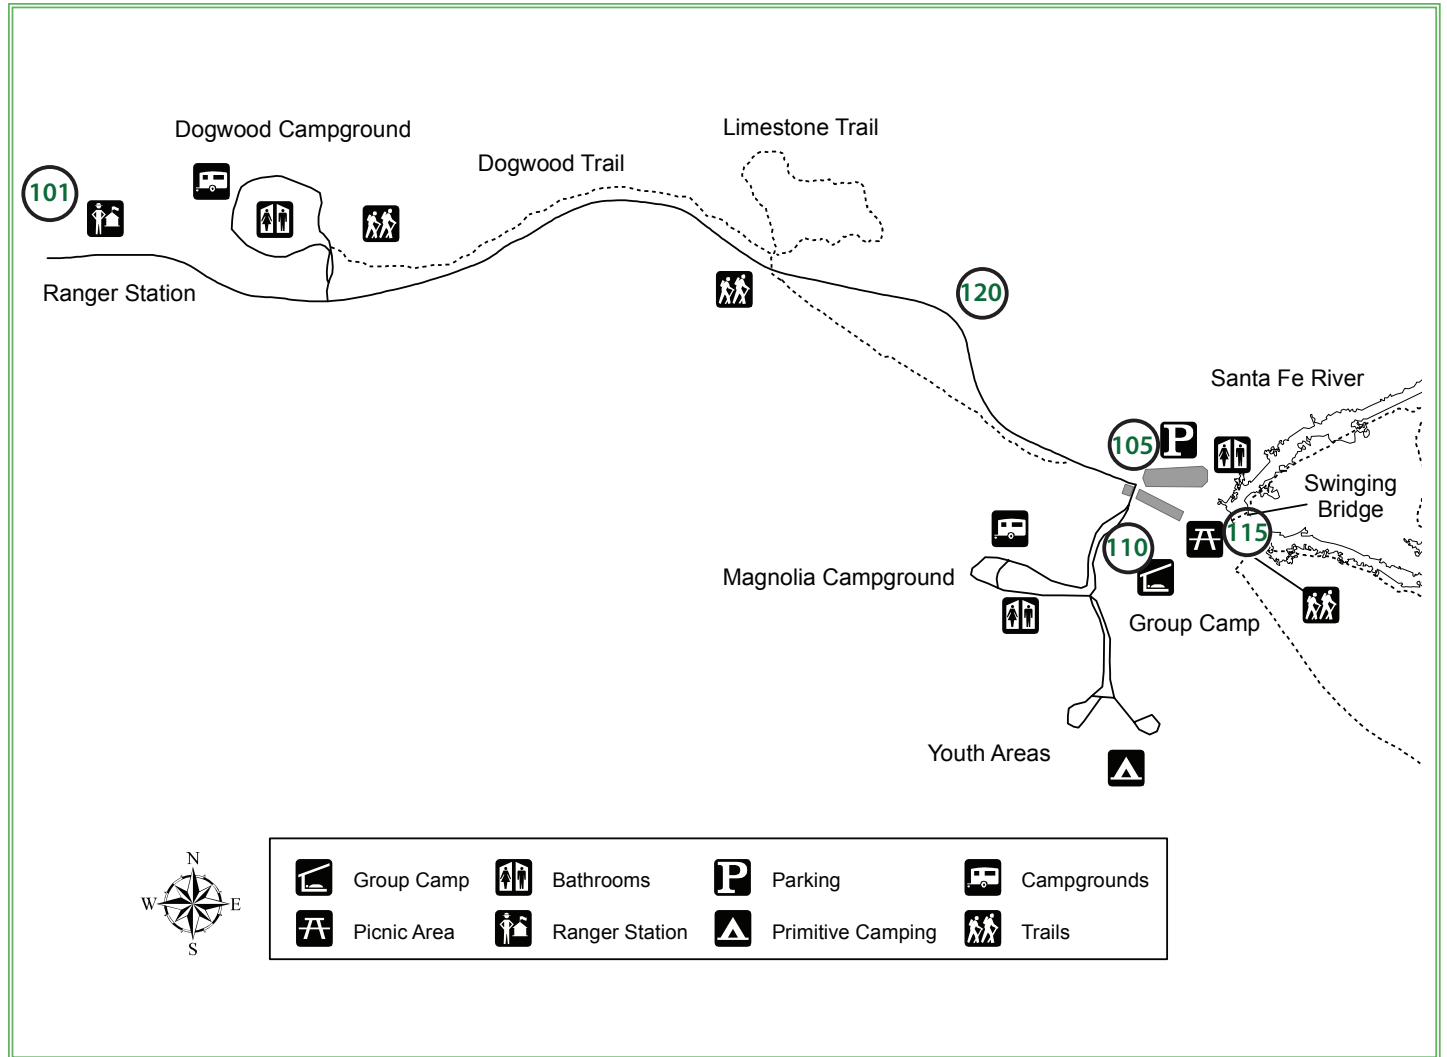 Dogwood Campground
Limestone Trail
Dogwood Trail
101
Ranger Station
120
Santa Fe River
105
P
Swinging
Bridge
115
110
Magnolia Campground
Group Camp
Youth Areas
N
W E
S
Group Camp
Bathrooms
P Parking
Campgrounds
Picnic Area
Ranger Station
Primitive Camping
Trails